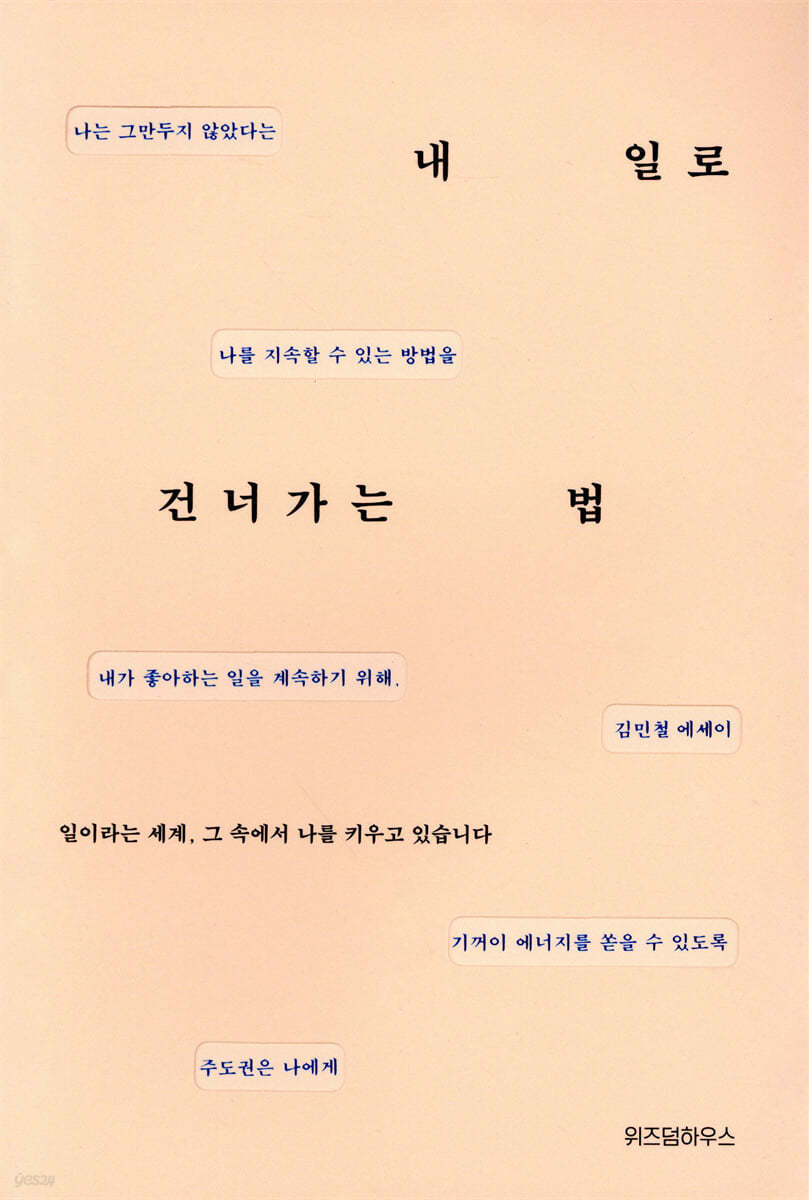 나는 그만두지 않았다는
내 일로
나를 지속할 수 있는 방법을
건너가는 법
내가 좋아하는 일을 계속하기 위해,
김민철 에세이
일이라는 세계, 그 속에서 나를 키우고 있습니다
기꺼이 에너지를 쏟을 수 있도록
주도권은 나에게
위즈덤하우스
yes24